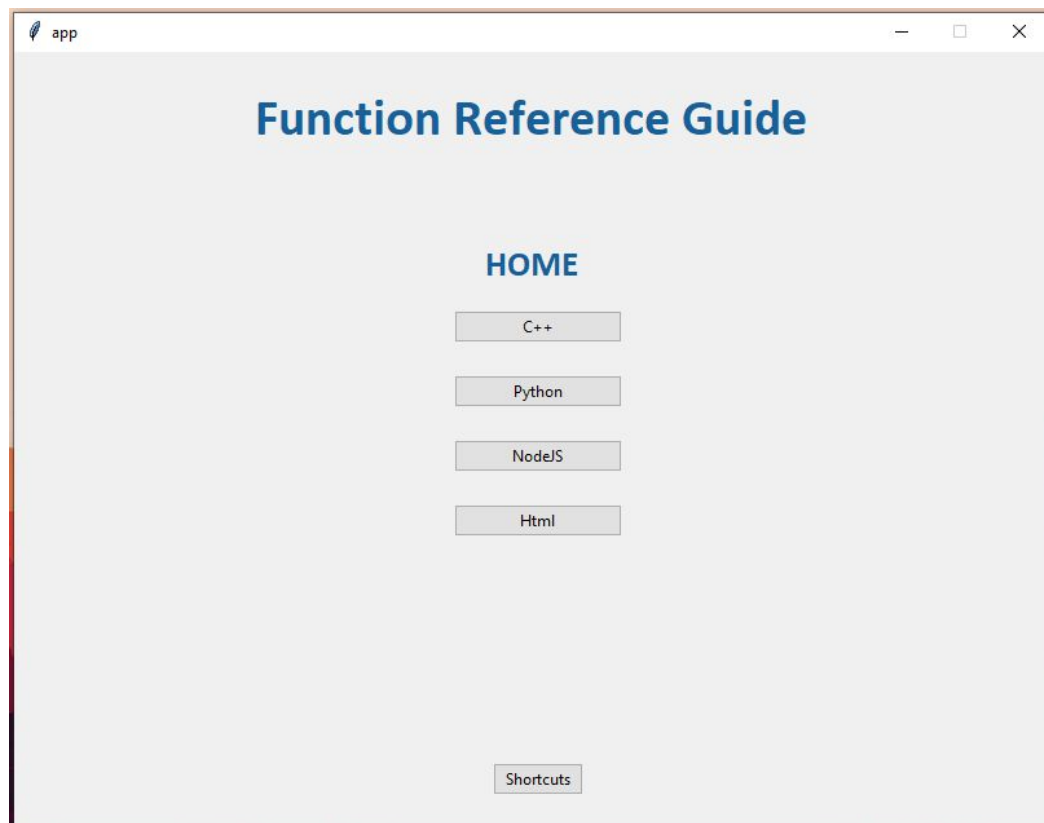 app
Function Reference Guide
HOME
C++
Python
NodeJS
Html
Shortcuts